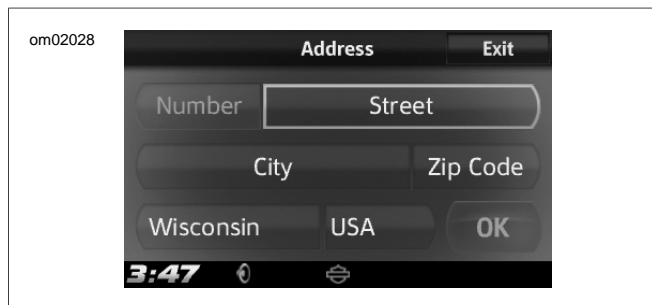 om02028
Address Exit
Number Street
City Zip Code
Wisconsin USA OK
3:47